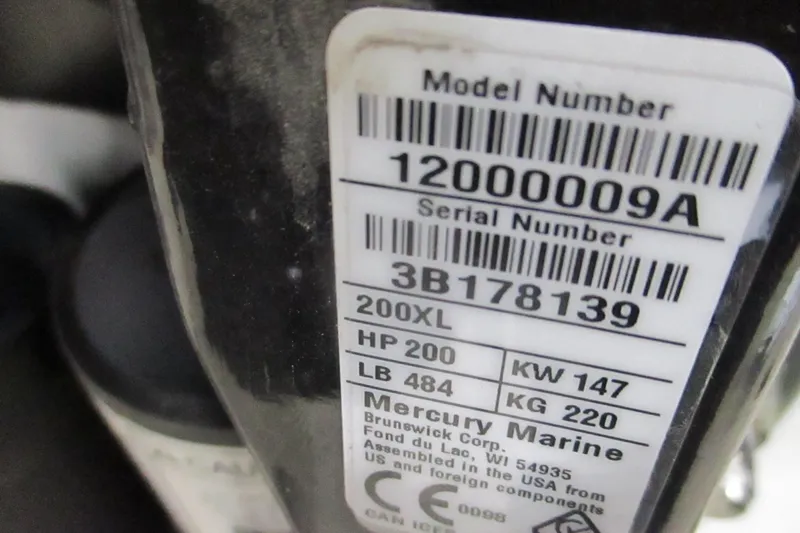 Model Number
12000009A
Serial Number
3B178139
200XL
HP 200 KW 147
LB 484 KG 220
Mercury Marine
Brunswick Corp.
Fond du Lac, WI 54935
Assembled in the USA from
US and foreign components
CE 0098
CAN